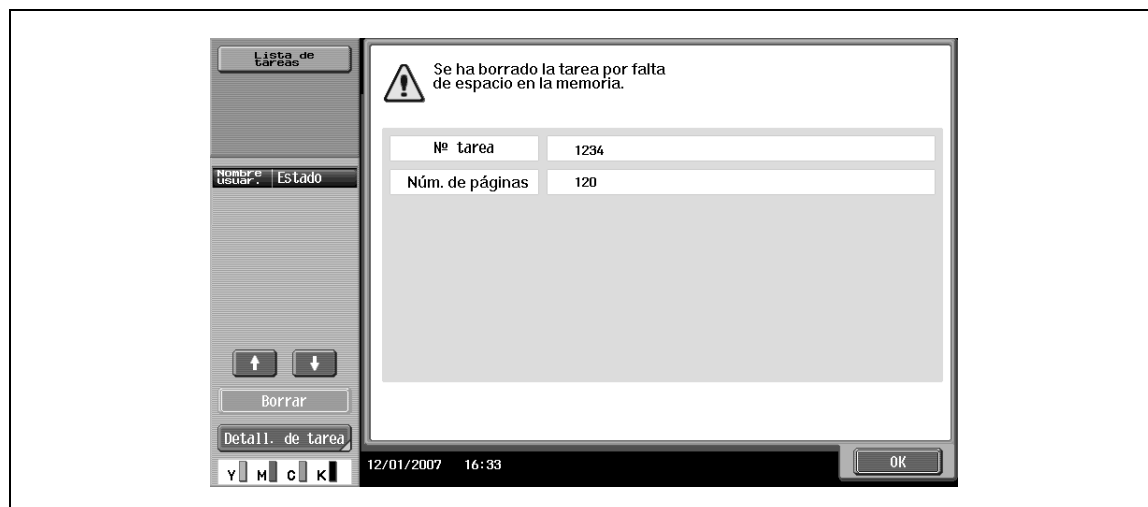 Lista de
tareas
Se ha borrado la tarea por falta
de espacio en la memoria.
Nº tarea 1234
Nombre
usuar. Estado
Núm. de páginas 120
Borrar
Detall. de tarea
Y M C K
12/01/2007 16:33
OK